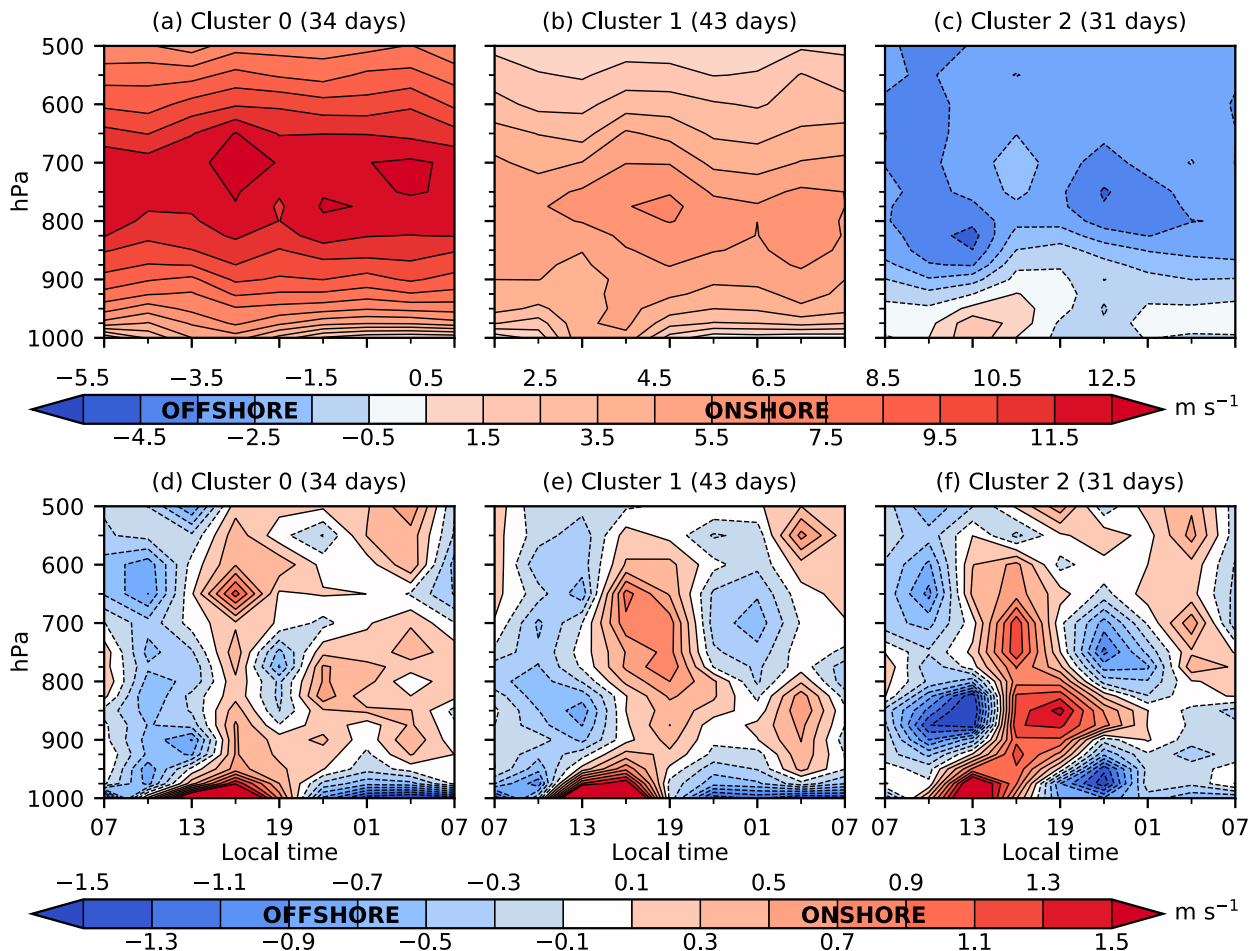 (a) Cluster 0 (34 days) (b) Cluster 1 (43 days) (c) Cluster 2 (31 days)
500
600
700
800
900
1000
hPa
−5.5 −3.5 −1.5 0.5 2.5 4.5 6.5 8.5 10.5 12.5
OFFSHORE ONSHORE m s⁻¹
−4.5 −2.5 −0.5 1.5 3.5 5.5 7.5 9.5 11.5
(d) Cluster 0 (34 days) (e) Cluster 1 (43 days) (f) Cluster 2 (31 days)
500
600
700
800
900
1000
hPa
07 13 19 01 07 13 19 01 07 13 19 01 07
Local time Local time Local time
−1.5 −1.1 −0.7 −0.3 0.1 0.5 0.9 1.3
OFFSHORE ONSHORE m s⁻¹
−1.3 −0.9 −0.5 −0.1 0.3 0.7 1.1 1.5